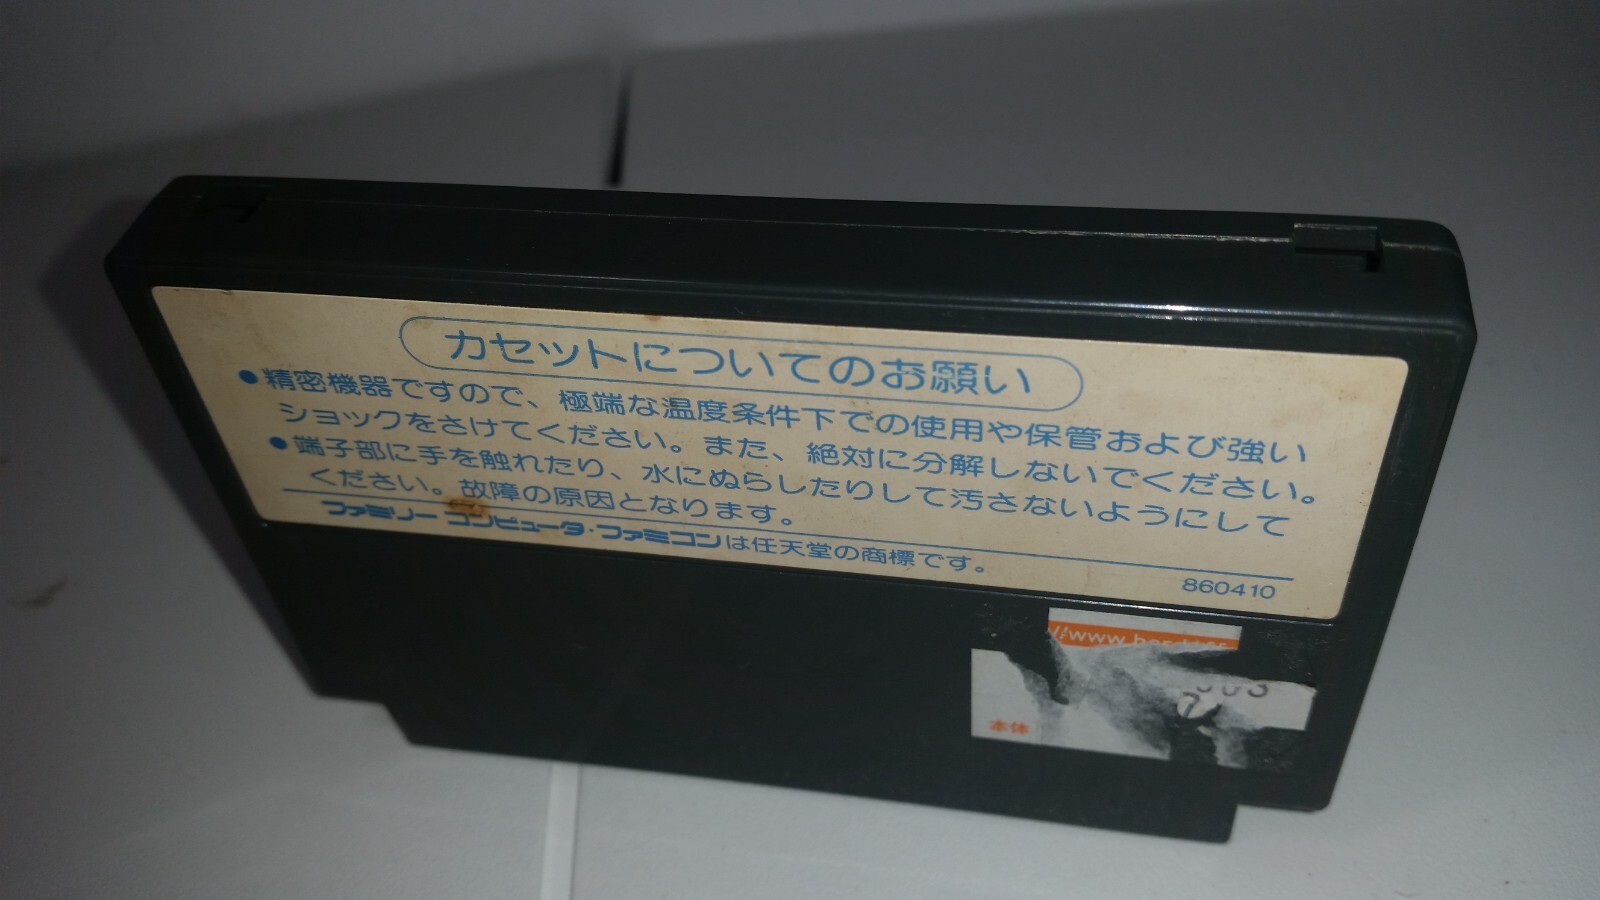 カセットについてのお願い
●精密機器ですので、極端な温度条件下での使用や保管および強い
ショックをさけてください。また、絶対に分解しないでください。
●端子部に手を触れたり、水にぬらしたりして汚さないようにして
ください。故障の原因となります。
ファミリー コンピュータ・ファミコンは任天堂の商標です。
860410
//www.
本体